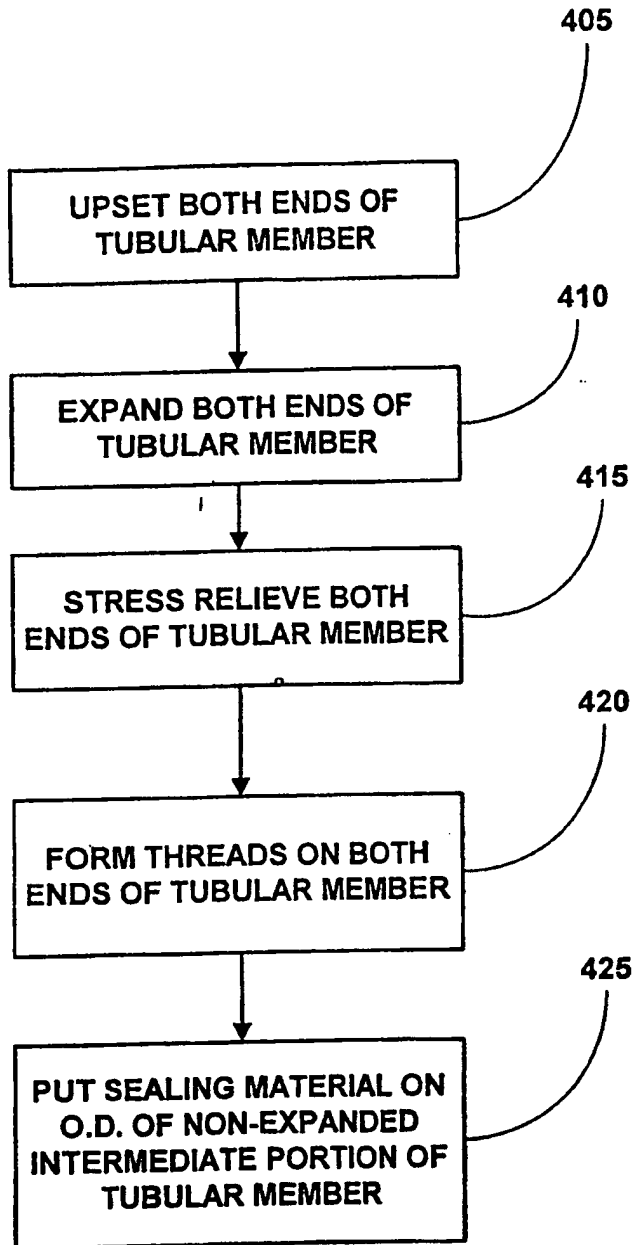 405
UPSET BOTH ENDS OF
TUBULAR MEMBER
410
EXPAND BOTH ENDS OF
TUBULAR MEMBER
415
STRESS RELIEVE BOTH
ENDS OF TUBULAR MEMBER
420
FORM THREADS ON BOTH
ENDS OF TUBULAR MEMBER
425
PUT SEALING MATERIAL ON
O.D. OF NON-EXPANDED
INTERMEDIATE PORTION OF
TUBULAR MEMBER